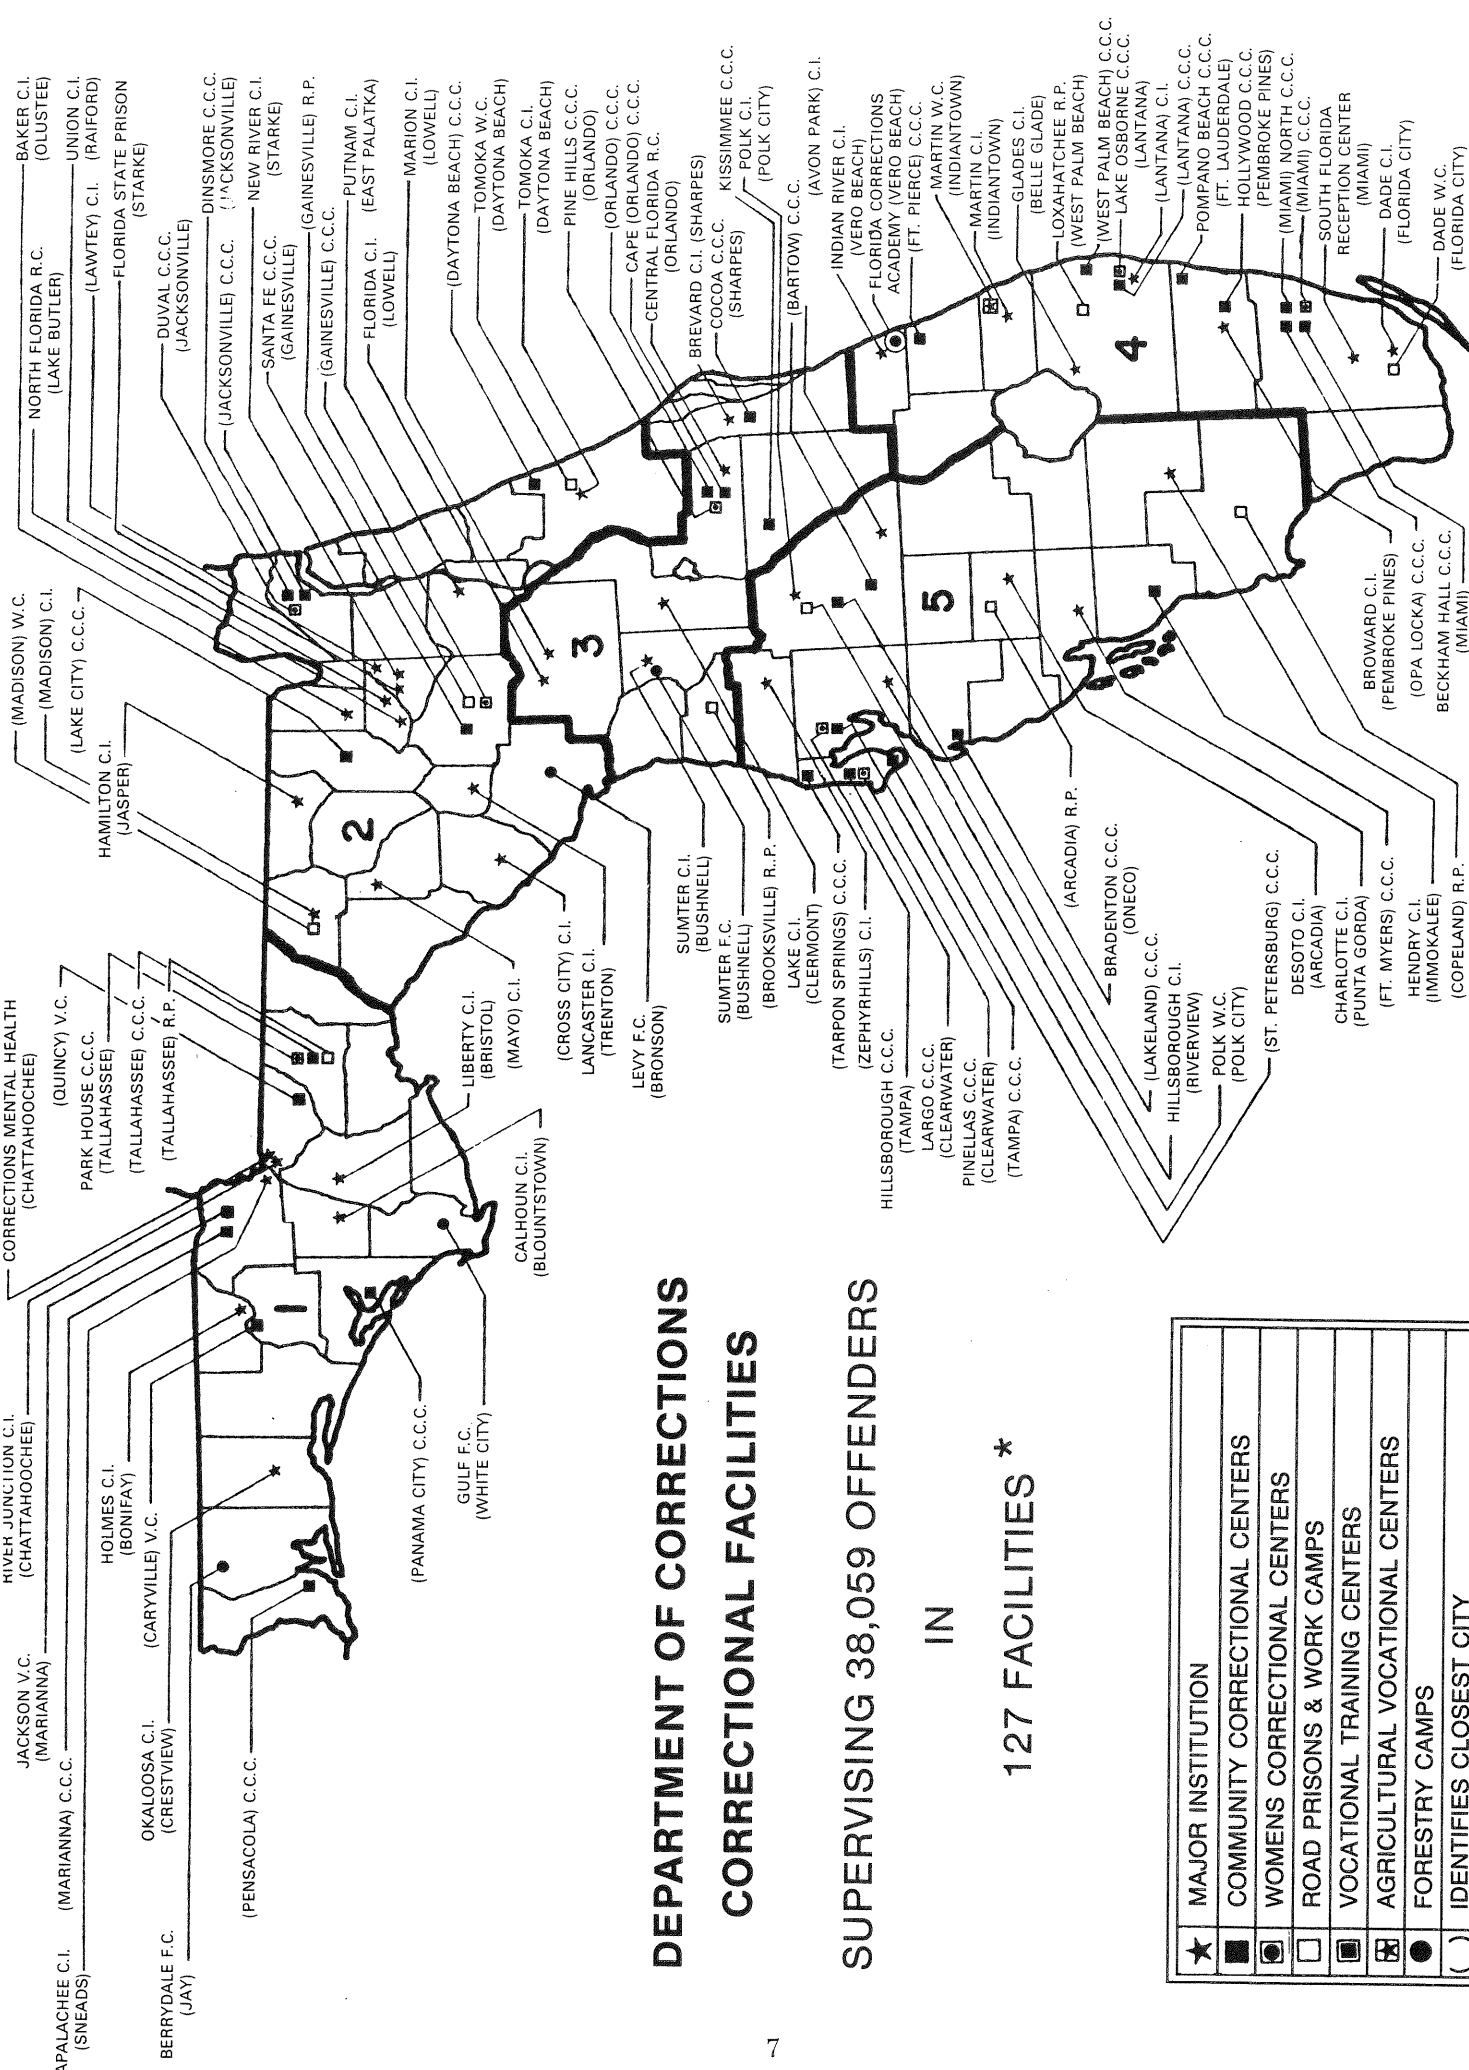 DEPARTMENT OF CORRECTIONS
CORRECTIONAL FACILITIES
SUPERVISING 38,059 OFFENDERS
IN
127 FACILITIES *
MAJOR INSTITUTION
COMMUNITY CORRECTIONAL CENTERS
WOMENS CORRECTIONAL CENTERS
ROAD PRISONS & WORK CAMPS
VOCATIONAL TRAINING CENTERS
AGRICULTURAL VOCATIONAL CENTERS
FORESTRY CAMPS
( ) IDENTIFIES CLOSEST CITY
1
2
3
4
5
APALACHEE C.I.
(SNEADS)
(MARIANNA) C.C.C.
JACKSON V.C.
(MARIANNA)
RIVER JUNCTION C.I.
(CHATTAHOOCHEE)
CORRECTIONS MENTAL HEALTH
(CHATTAHOOCHEE)
BERRYDALE F.C.
(JAY)
OKALOOSA C.I.
(CRESTVIEW)
(PENSACOLA) C.C.C.
HOLMES C.I.
(BONIFAY)
(CARYVILLE) V.C.
(PANAMA CITY) C.C.C.
GULF F.C.
(WHITE CITY)
CALHOUN C.I.
(BLOUNTSTOWN)
LIBERTY C.I.
(BRISTOL)
(QUINCY) V.C.
PARK HOUSE C.C.C.
(TALLAHASSEE)
(TALLAHASSEE) C.C.C.
(TALLAHASSEE) R.P.
(MAYO) C.I.
(CROSS CITY) C.I.
LANCASTER C.I.
(TRENTON)
LEVY F.C.
(BRONSON)
(MADISON) W.C.
(MADISON) C.I.
(LAKE CITY) C.C.C.
HAMILTON C.I.
(JASPER)
BAKER C.I.
(OLUSTEE)
NORTH FLORIDA R.C.
(LAKE BUTLER)
UNION C.I.
(RAIFORD)
(LAWTEY) C.I.
FLORIDA STATE PRISON
(STARKE)
DUVAL C.C.C.
(JACKSONVILLE)
DINSMORE C.C.C.
(JACKSONVILLE)
(JACKSONVILLE) C.C.C.
NEW RIVER C.I.
(STARKE)
SANTA FE C.C.C.
(GAINESVILLE)
(GAINESVILLE) R.P.
(GAINESVILLE) C.C.C.
PUTNAM C.I.
(EAST PALATKA)
FLORIDA C.I.
(LOWELL)
MARION C.I.
(LOWELL)
(DAYTONA BEACH) C.C.C.
TOMOKA W.C.
(DAYTONA BEACH)
TOMOKA C.I.
(DAYTONA BEACH)
PINE HILLS C.C.C.
(ORLANDO)
(ORLANDO) C.C.C.
CAPE (ORLANDO) C.C.C.
CENTRAL FLORIDA R.C.
(ORLANDO)
BREVARD C.I. (SHARPES)
COCOA C.C.C.
(SHARPES)
KISSIMMEE C.C.C.
POLK C.I.
(POLK CITY)
(BARTOW) C.C.C.
(AVON PARK) C.I.
INDIAN RIVER C.I.
(VERO BEACH)
FLORIDA CORRECTIONS
ACADEMY (VERO BEACH)
(FT. PIERCE) C.C.C.
MARTIN W.C.
(INDIANTOWN)
MARTIN C.I.
(INDIANTOWN)
GLADES C.I.
(BELLE GLADE)
LOXAHATCHEE R.P.
(WEST PALM BEACH)
(WEST PALM BEACH) C.C.C.
LAKE OSBORNE C.C.C.
(LANTANA)
(LANTANA) C.I.
(LANTANA) C.C.C.
POMPANO BEACH C.C.C.
(FT. LAUDERDALE)
HOLLYWOOD C.C.C.
(PEMBROKE PINES)
(MIAMI) NORTH C.C.C.
(MIAMI) C.C.C.
SOUTH FLORIDA
RECEPTION CENTER
(MIAMI)
DADE C.I.
(FLORIDA CITY)
DADE W.C.
(FLORIDA CITY)
SUMTER C.I.
(BUSHNELL)
SUMTER F.C.
(BUSHNELL)
(BROOKSVILLE) R.P.
LAKE C.I.
(CLERMONT)
(TARPON SPRINGS) C.C.C.
(ZEPHYRHILLS) C.I.
HILLSBOROUGH C.C.C.
(TAMPA)
LARGO C.C.C.
(CLEARWATER)
PINELLAS C.C.C.
(CLEARWATER)
(TAMPA) C.C.C.
(ARCADIA) R.P.
BRADENTON C.C.C.
(ONECO)
(LAKELAND) C.C.C.
HILLSBOROUGH C.I.
(RIVERVIEW)
POLK W.C.
(POLK CITY)
(ST. PETERSBURG) C.C.C.
DESOTO C.I.
(ARCADIA)
CHARLOTTE C.I.
(PUNTA GORDA)
(FT. MYERS) C.C.C.
HENDRY C.I.
(IMMOKALEE)
(COPELAND) R.P.
BROWARD C.I.
(PEMBROKE PINES)
(OPA LOCKA) C.C.C.
BECKHAM HALL C.C.C.
(MIAMI)
7